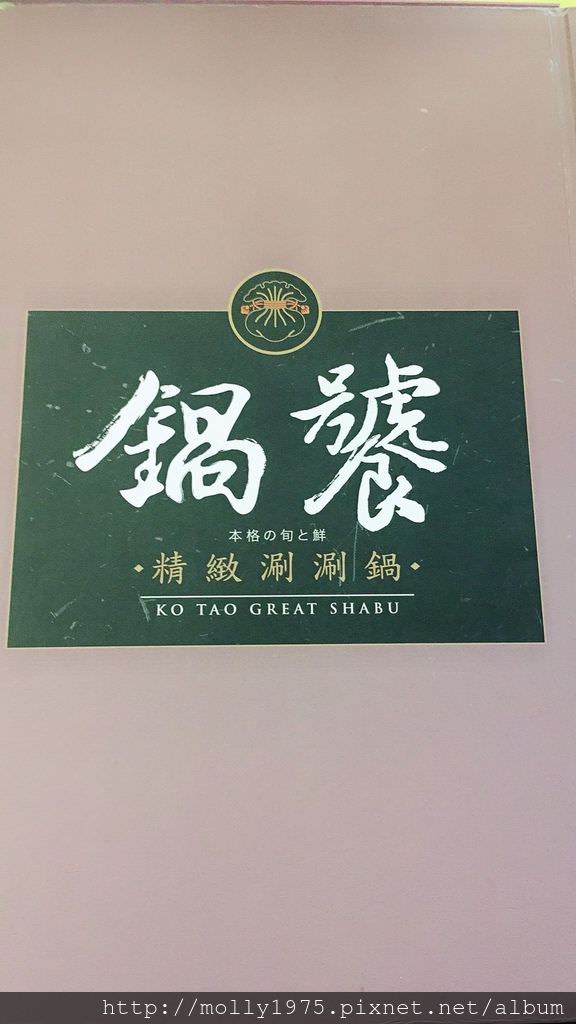 鍋饕
本格の旬と鮮
精緻涮涮鍋
KO TAO GREAT SHABU
http://molly1975.pixnet.net/album